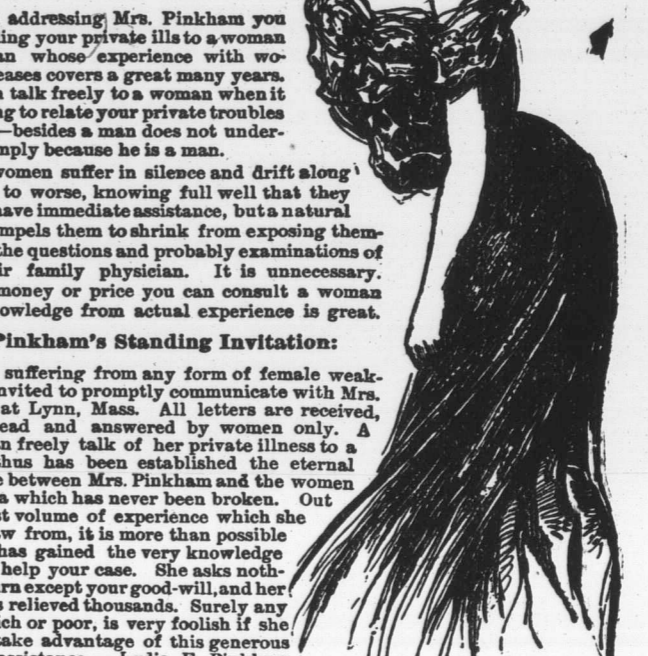 addressing Mrs. Pinkham you
ing your private ills to a woman
an whose experience with wo-
eases covers a great many years.
talk freely to a woman when it
ng to relate your private troubles
—besides a man does not under-
mply because he is a man.
women suffer in silence and drift along
to worse, knowing full well that they
have immediate assistance, but a natural
mpels them to shrink from exposing them-
the questions and probably examinations of
ir family physician. It is unnecessary.
money or price you can consult a woman
owledge from actual experience is great.
Pinkham's Standing Invitation:
suffering from any form of female weak-
nvited to promptly communicate with Mrs.
at Lynn, Mass. All letters are received,
ead and answered by women only. A
n freely talk of her private illness to a
thus has been established the eternal
e between Mrs. Pinkham and the women
a which has never been broken. Out
st volume of experience which she
w from, it is more than possible
has gained the very knowledge
help your case. She asks noth-
rn except your good-will, and her
s relieved thousands. Surely any
ich or poor, is very foolish if she
take advantage of this generous